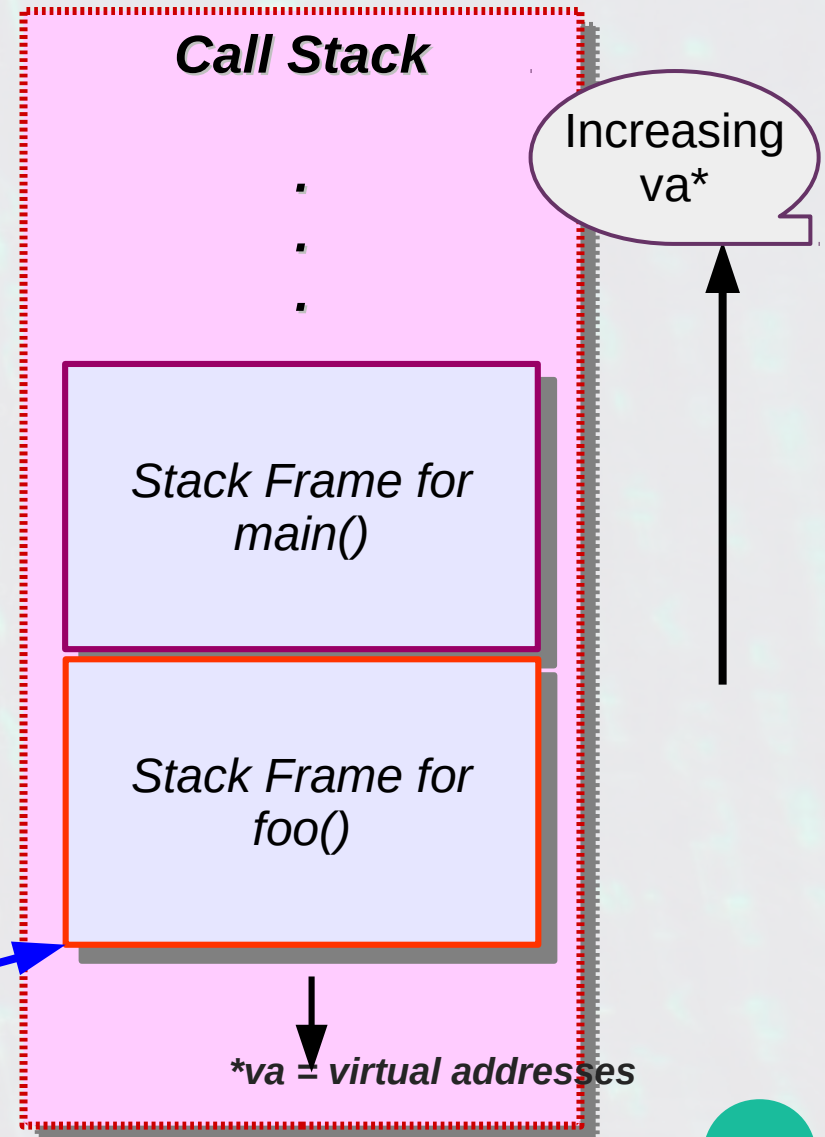 Call Stack
Increasing
va*
.
.
.
Stack Frame for
main()
Stack Frame for
foo()
*va = virtual addresses